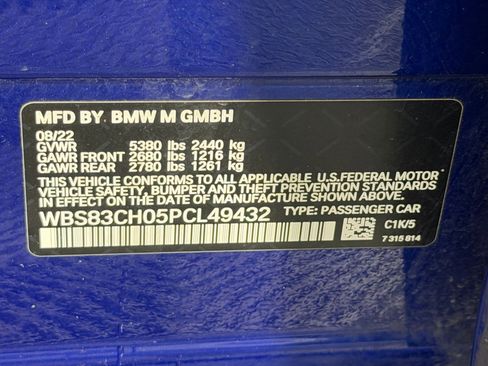 MFD BY BMW M GMBH
08/22
GVWR 5380 lbs 2440 kg
GAWR FRONT 2680 lbs 1216 kg
GAWR REAR 2780 lbs 1261 kg
THIS VEHICLE CONFORMS TO ALL APPLICABLE U.S.FEDERAL MOTOR
VEHICLE SAFETY, BUMPER AND THEFT PREVENTION STANDARDS
IN EFFECT ON THE DATE OF MANUFACTURE SHOWN ABOVE.
WBS83CH05PCL49432 TYPE: PASSENGER CAR
C1K/5
7 315 814